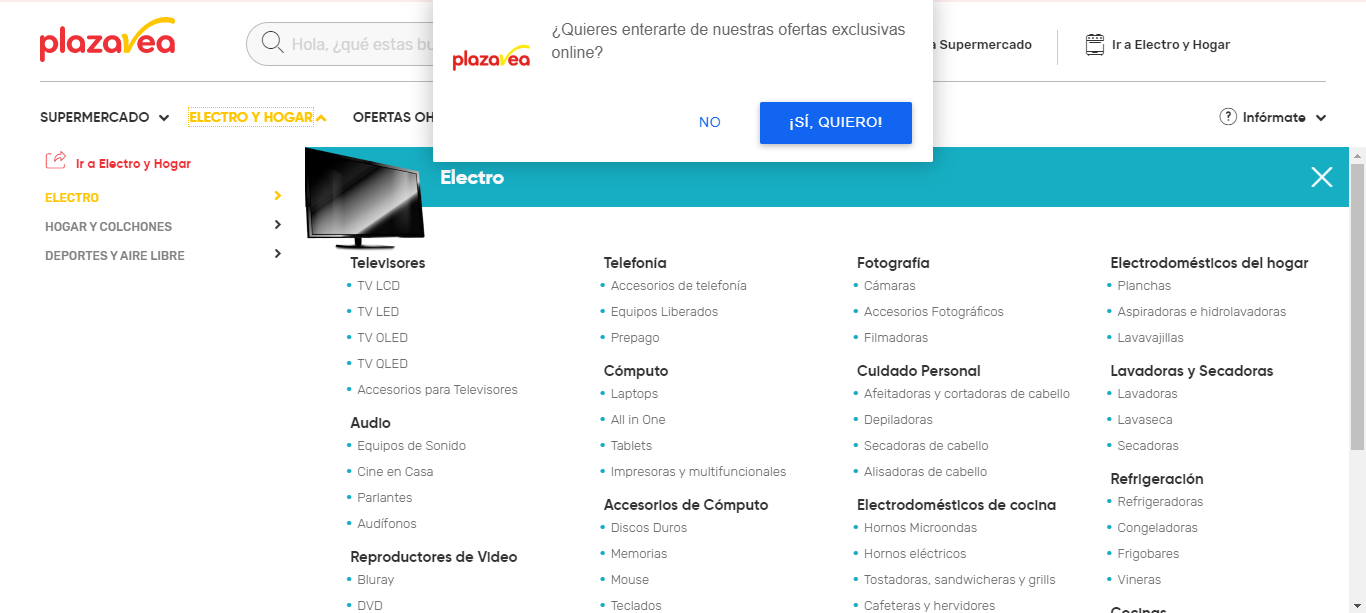 plazavea
Hola, ¿qué estas bu
plazavea
¿Quieres enterarte de nuestras ofertas exclusivas
online?
NO
¡SÍ, QUIERO!
a Supermercado
Ir a Electro y Hogar
SUPERMERCADO
ELECTRO Y HOGAR
OFERTAS OH
? Infórmate
Ir a Electro y Hogar
ELECTRO
HOGAR Y COLCHONES
DEPORTES Y AIRE LIBRE
Electro
Televisores
TV LCD
TV LED
TV OLED
TV QLED
Accesorios para Televisores
Audio
Equipos de Sonido
Cine en Casa
Parlantes
Audífonos
Reproductores de Video
Bluray
DVD
Telefonía
Accesorios de telefonía
Equipos Liberados
Prepago
Cómputo
Laptops
All in One
Tablets
Impresoras y multifuncionales
Accesorios de Cómputo
Discos Duros
Memorias
Mouse
Teclados
Fotografía
Cámaras
Accesorios Fotográficos
Filmadoras
Cuidado Personal
Afeitadoras y cortadoras de cabello
Depiladoras
Secadoras de cabello
Alisadoras de cabello
Electrodomésticos de cocina
Hornos Microondas
Hornos eléctricos
Tostadoras, sandwicheras y grills
Cafeteras y hervidores
Electrodomésticos del hogar
Planchas
Aspiradoras e hidrolavadoras
Lavavajillas
Lavadoras y Secadoras
Lavadoras
Lavaseca
Secadoras
Refrigeración
Refrigeradoras
Congeladoras
Frigobares
Vineras
Cocinas